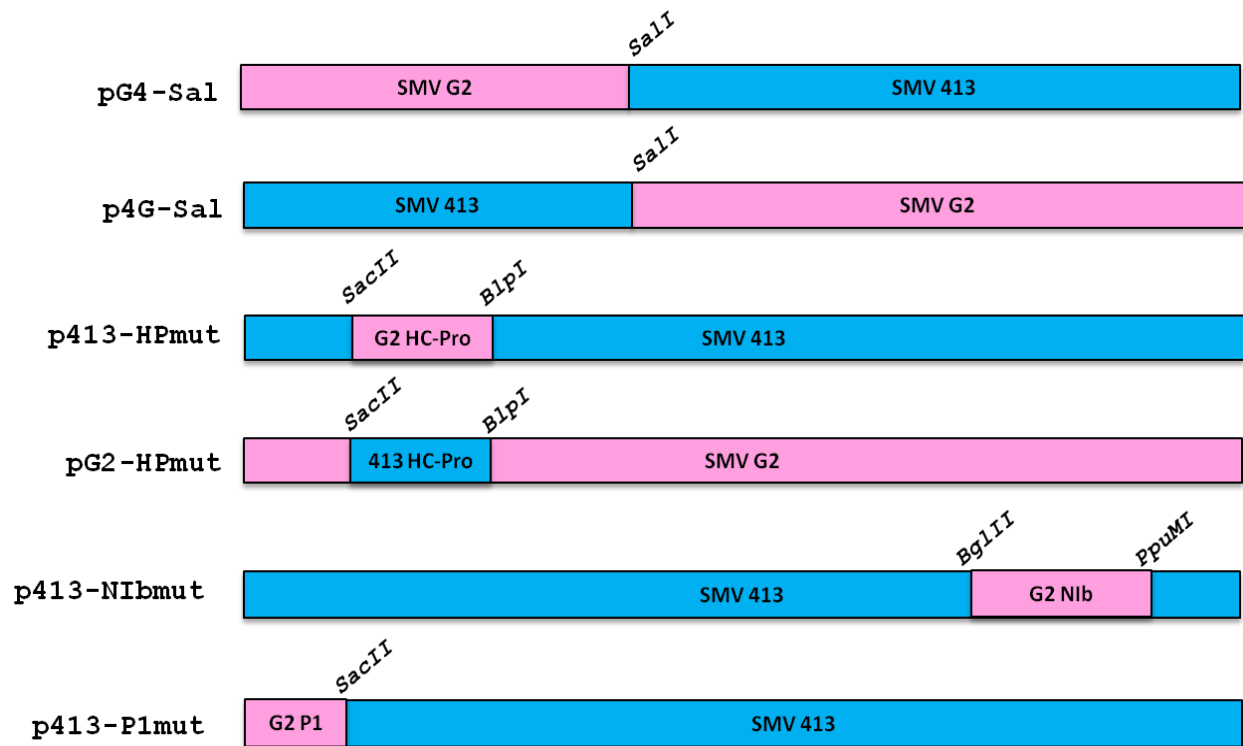 SalI
pG4-Sal SMV G2 SMV 413
SalI
p4G-Sal SMV 413 SMV G2
SacII BlpI
p413-HPmut G2 HC-Pro SMV 413
SacII BlpI
pG2-HPmut 413 HC-Pro SMV G2
BglII PpuMI
p413-NIbmut SMV 413 G2 NIb
SacII
p413-P1mut G2 P1 SMV 413